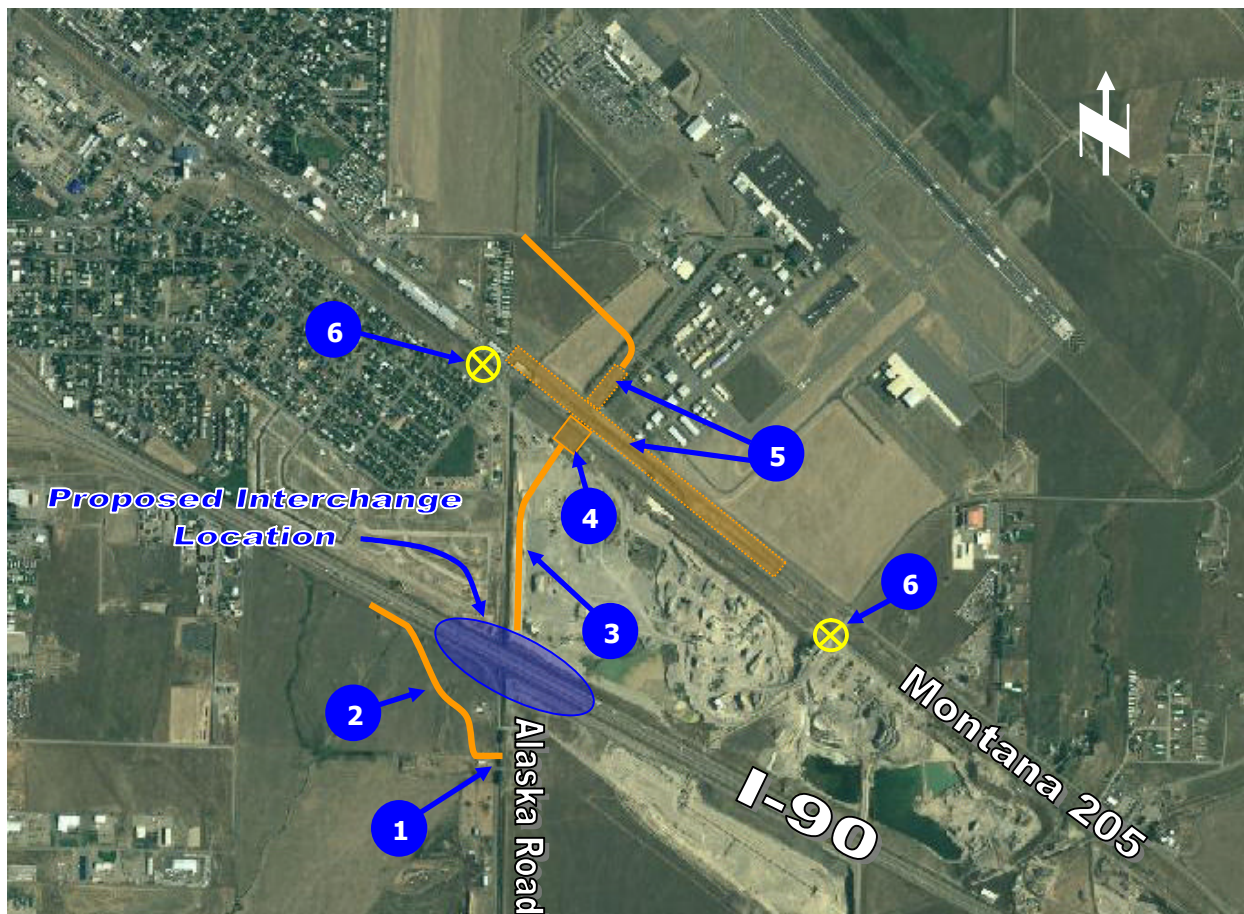 6
5
Proposed Interchange
Location
4
6
3
2
Montana 205
1
Alaska Road
I-90
N